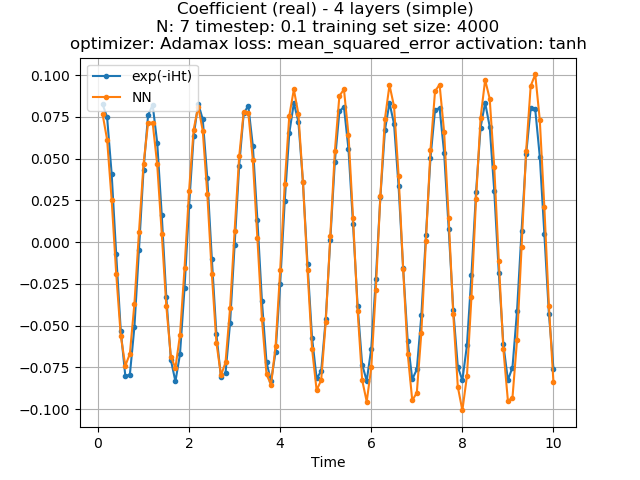 Coefficient (real) - 4 layers (simple)
N: 7 timestep: 0.1 training set size: 4000
optimizer: Adamax loss: mean_squared_error activation: tanh
exp(-iHt)
NN
0.100
0.075
0.050
0.025
0.000
−0.025
−0.050
−0.075
−0.100
0 2 4 6 8 10
Time